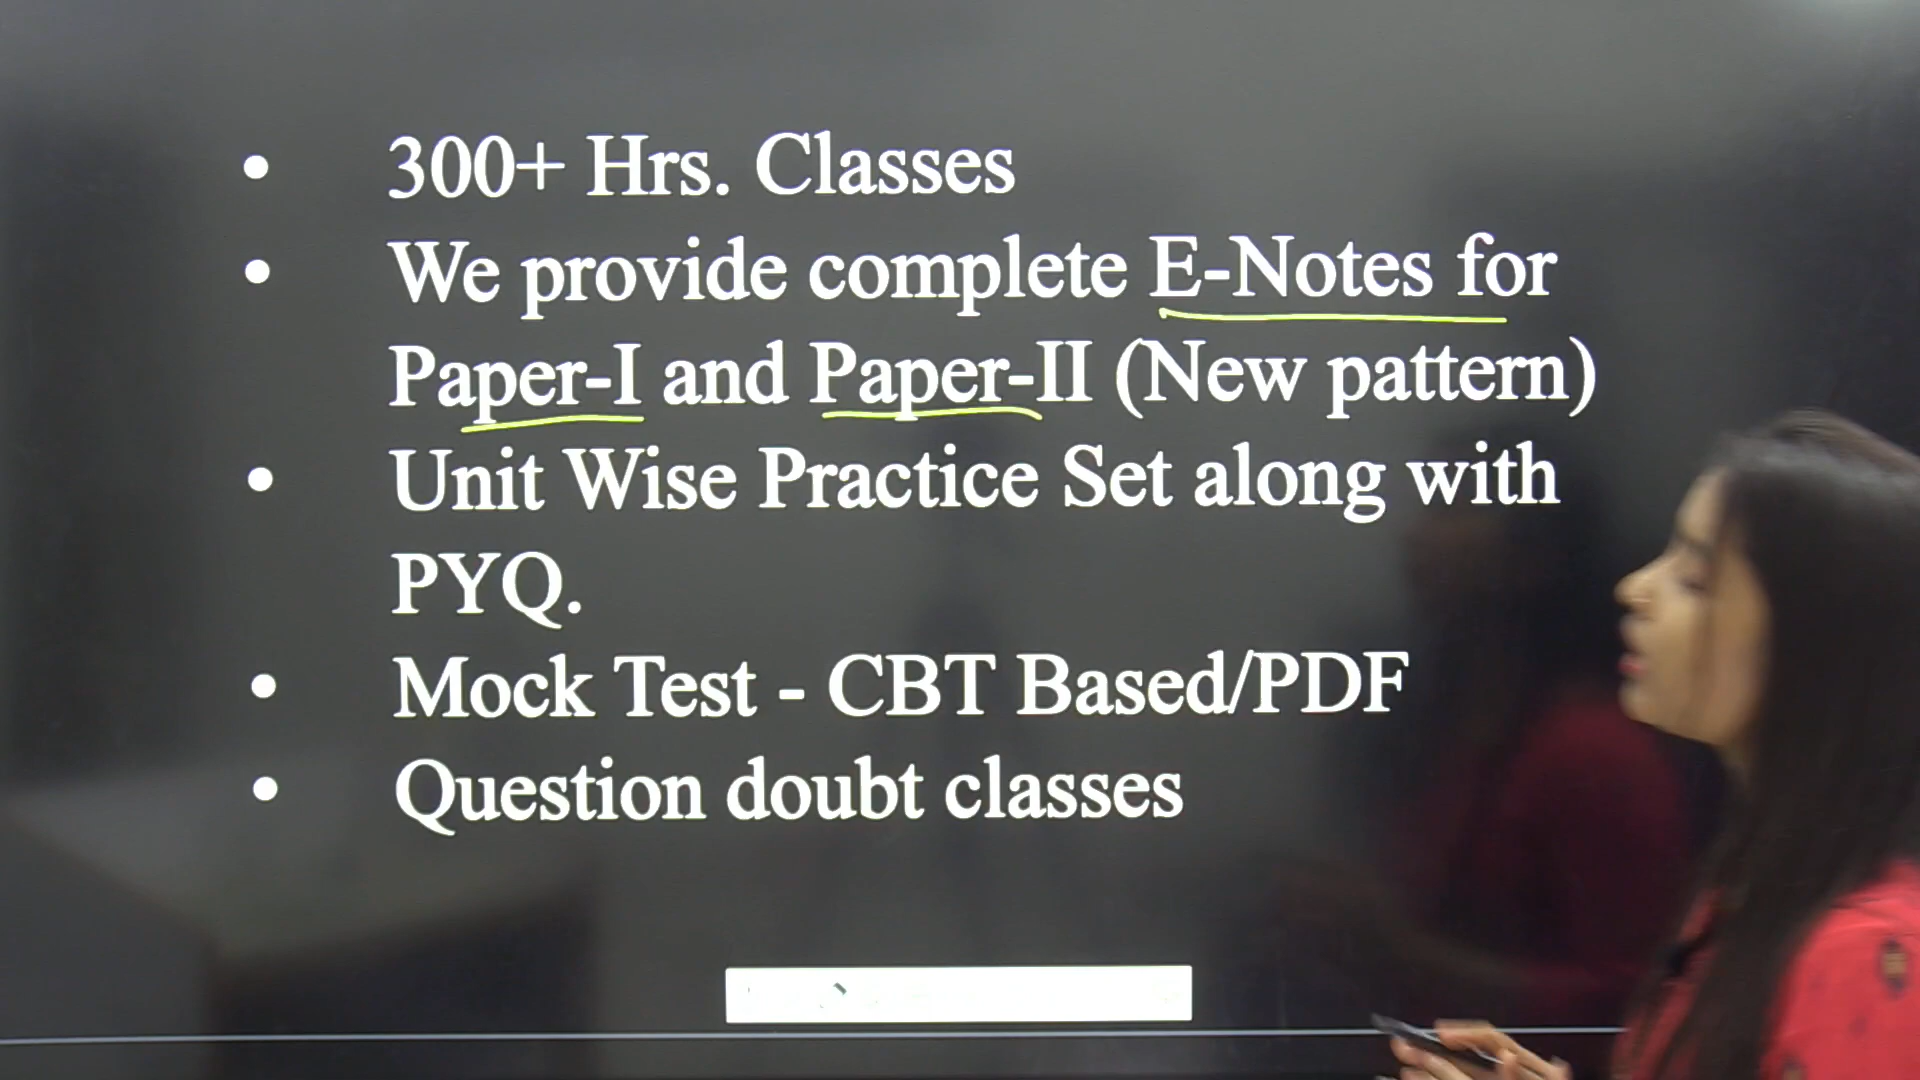 • 300+ Hrs. Classes
• We provide complete E-Notes for
Paper-I and Paper-II (New pattern)
• Unit Wise Practice Set along with
PYQ.
• Mock Test - CBT Based/PDF
• Question doubt classes